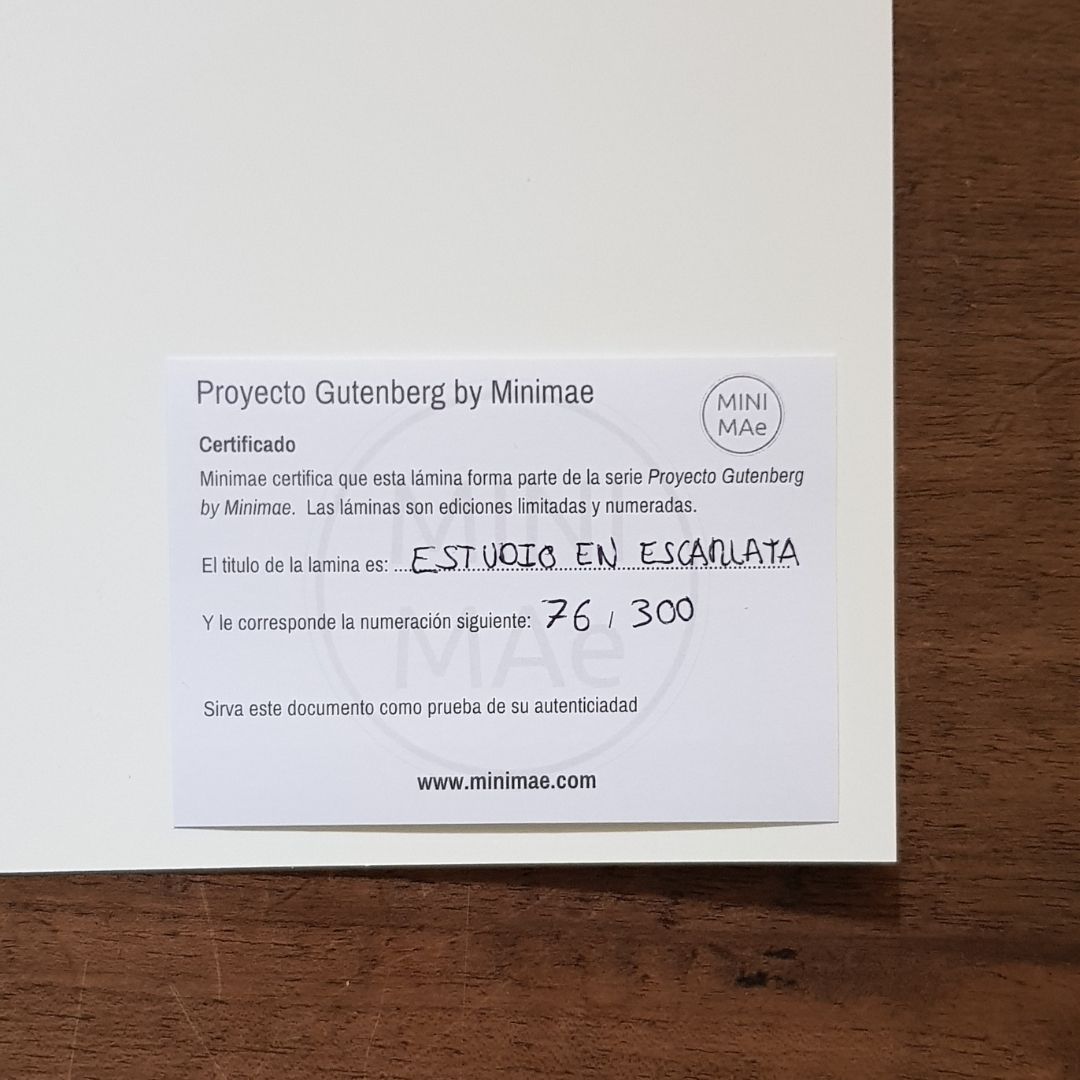 Proyecto Gutenberg by Minimae
MINI
MAe
Certificado
Minimae certifica que esta lámina forma parte de la serie Proyecto Gutenberg
by Minimae. Las láminas son ediciones limitadas y numeradas.
El titulo de la lamina es: ESTUDIO EN ESCARLATA
Y le corresponde la numeración siguiente: 76 / 300
MINI
MAe
Sirva este documento como prueba de su autenticiadad
www.minimae.com